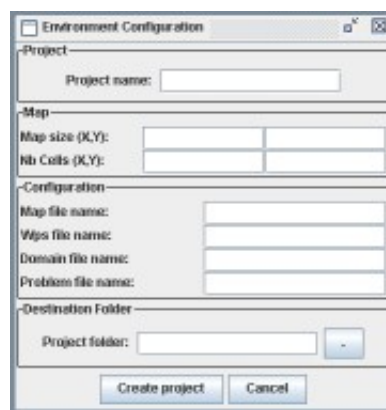 Environment Configuration
Project
Project name:
Map
Map size (X,Y):
Nb Cells (X,Y):
Configuration
Map file name:
Wps file name:
Domain file name:
Problem file name:
Destination Folder
Project folder:
Create project Cancel